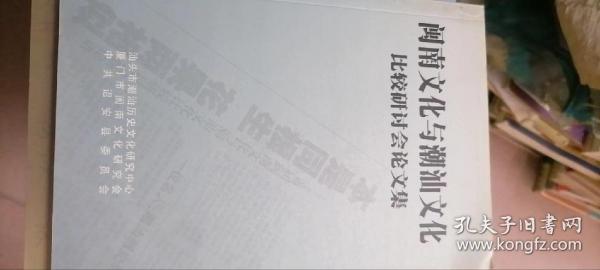 闽南文化与潮汕文化
比较研讨会论文集
汕头市潮汕历史文化研究中心
厦门市闽南文化研究会
中共诏安县委员会
孔夫子旧书网
www.kongfz.com